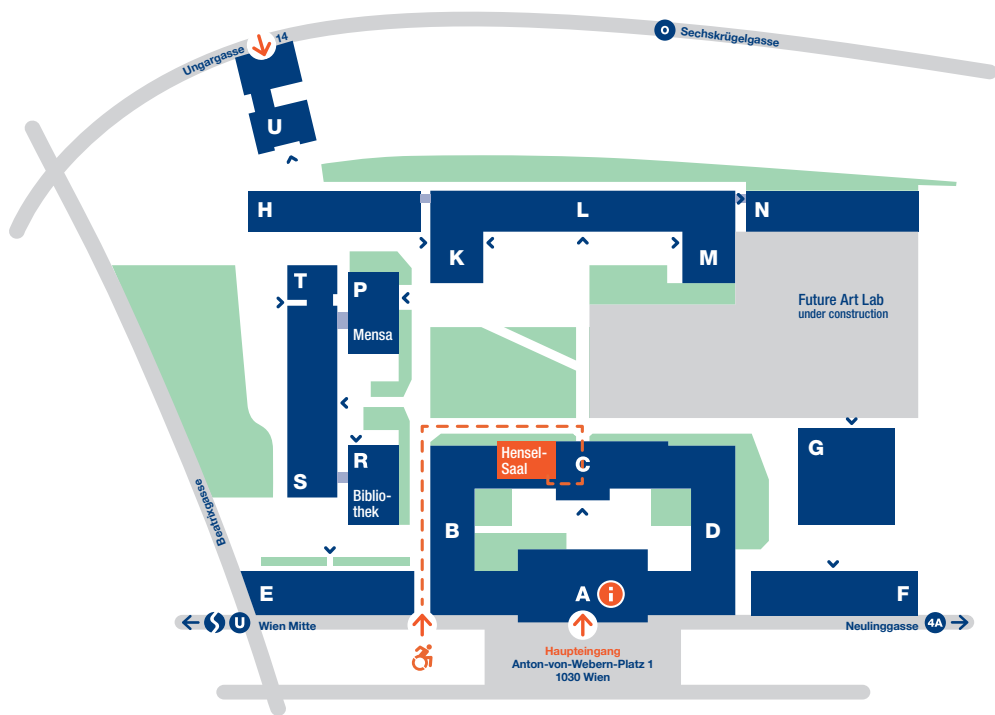 Ungargasse 14
O Sechskrügelgasse
U
H
L
N
K
M
T
P
Mensa
Future Art Lab
under construction
Hensel-
Saal
C
G
R
Biblio-
thek
S
B
D
Beatrixgasse
E
A i
F
S U Wien Mitte
Neulinggasse 4A
Haupteingang
Anton-von-Webern-Platz 1
1030 Wien